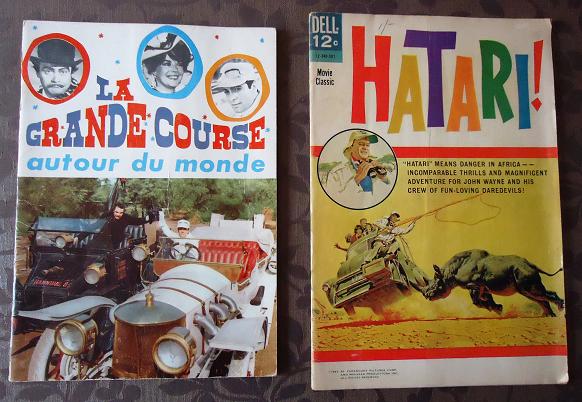 LA
GRANDE COURSE
autour du monde
DELL
12¢
Movie
Classic
HATARI!
"HATARI" MEANS DANGER IN AFRICA --
INCOMPARABLE THRILLS AND MAGNIFICENT
ADVENTURE FOR JOHN WAYNE AND HIS
CREW OF FUN-LOVING DAREDEVILS!